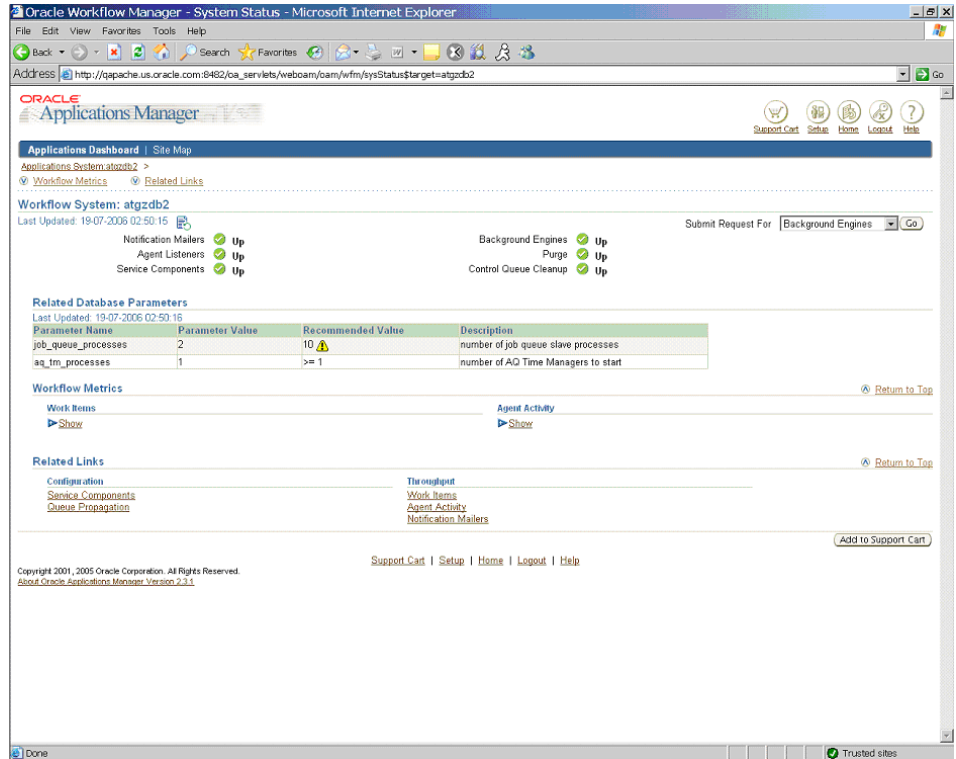 Oracle Workflow Manager - System Status - Microsoft Internet Explorer
File Edit View Favorites Tools Help
Back Search Favorites
Address http://qapache.us.oracle.com:8482/oa_servlets/weboam/oam/wfm/sysStatus$target=atgzdb2 Go
ORACLE
Applications Manager
Support Cart Setup Home Logout Help
Applications Dashboard | Site Map
Applications System:atgzdb2 >
Workflow Metrics Related Links
Workflow System: atgzdb2
Last Updated: 19-07-2006 02:50:15
Submit Request For Background Engines Go
Notification Mailers Up Background Engines Up
Agent Listeners Up Purge Up
Service Components Up Control Queue Cleanup Up
Related Database Parameters
Last Updated: 19-07-2006 02:50:16
Parameter Name Parameter Value Recommended Value Description
job_queue_processes 2 10 number of job queue slave processes
aq_tm_processes 1 >= 1 number of AQ Time Managers to start
Workflow Metrics Return to Top
Work Items Agent Activity
Show Show
Related Links Return to Top
Configuration Throughput
Service Components Work Items
Queue Propagation Agent Activity
Notification Mailers
Add to Support Cart
Support Cart | Setup | Home | Logout | Help
Copyright 2001, 2005 Oracle Corporation. All Rights Reserved.
About Oracle Applications Manager Version 2.3.1
Done Trusted sites